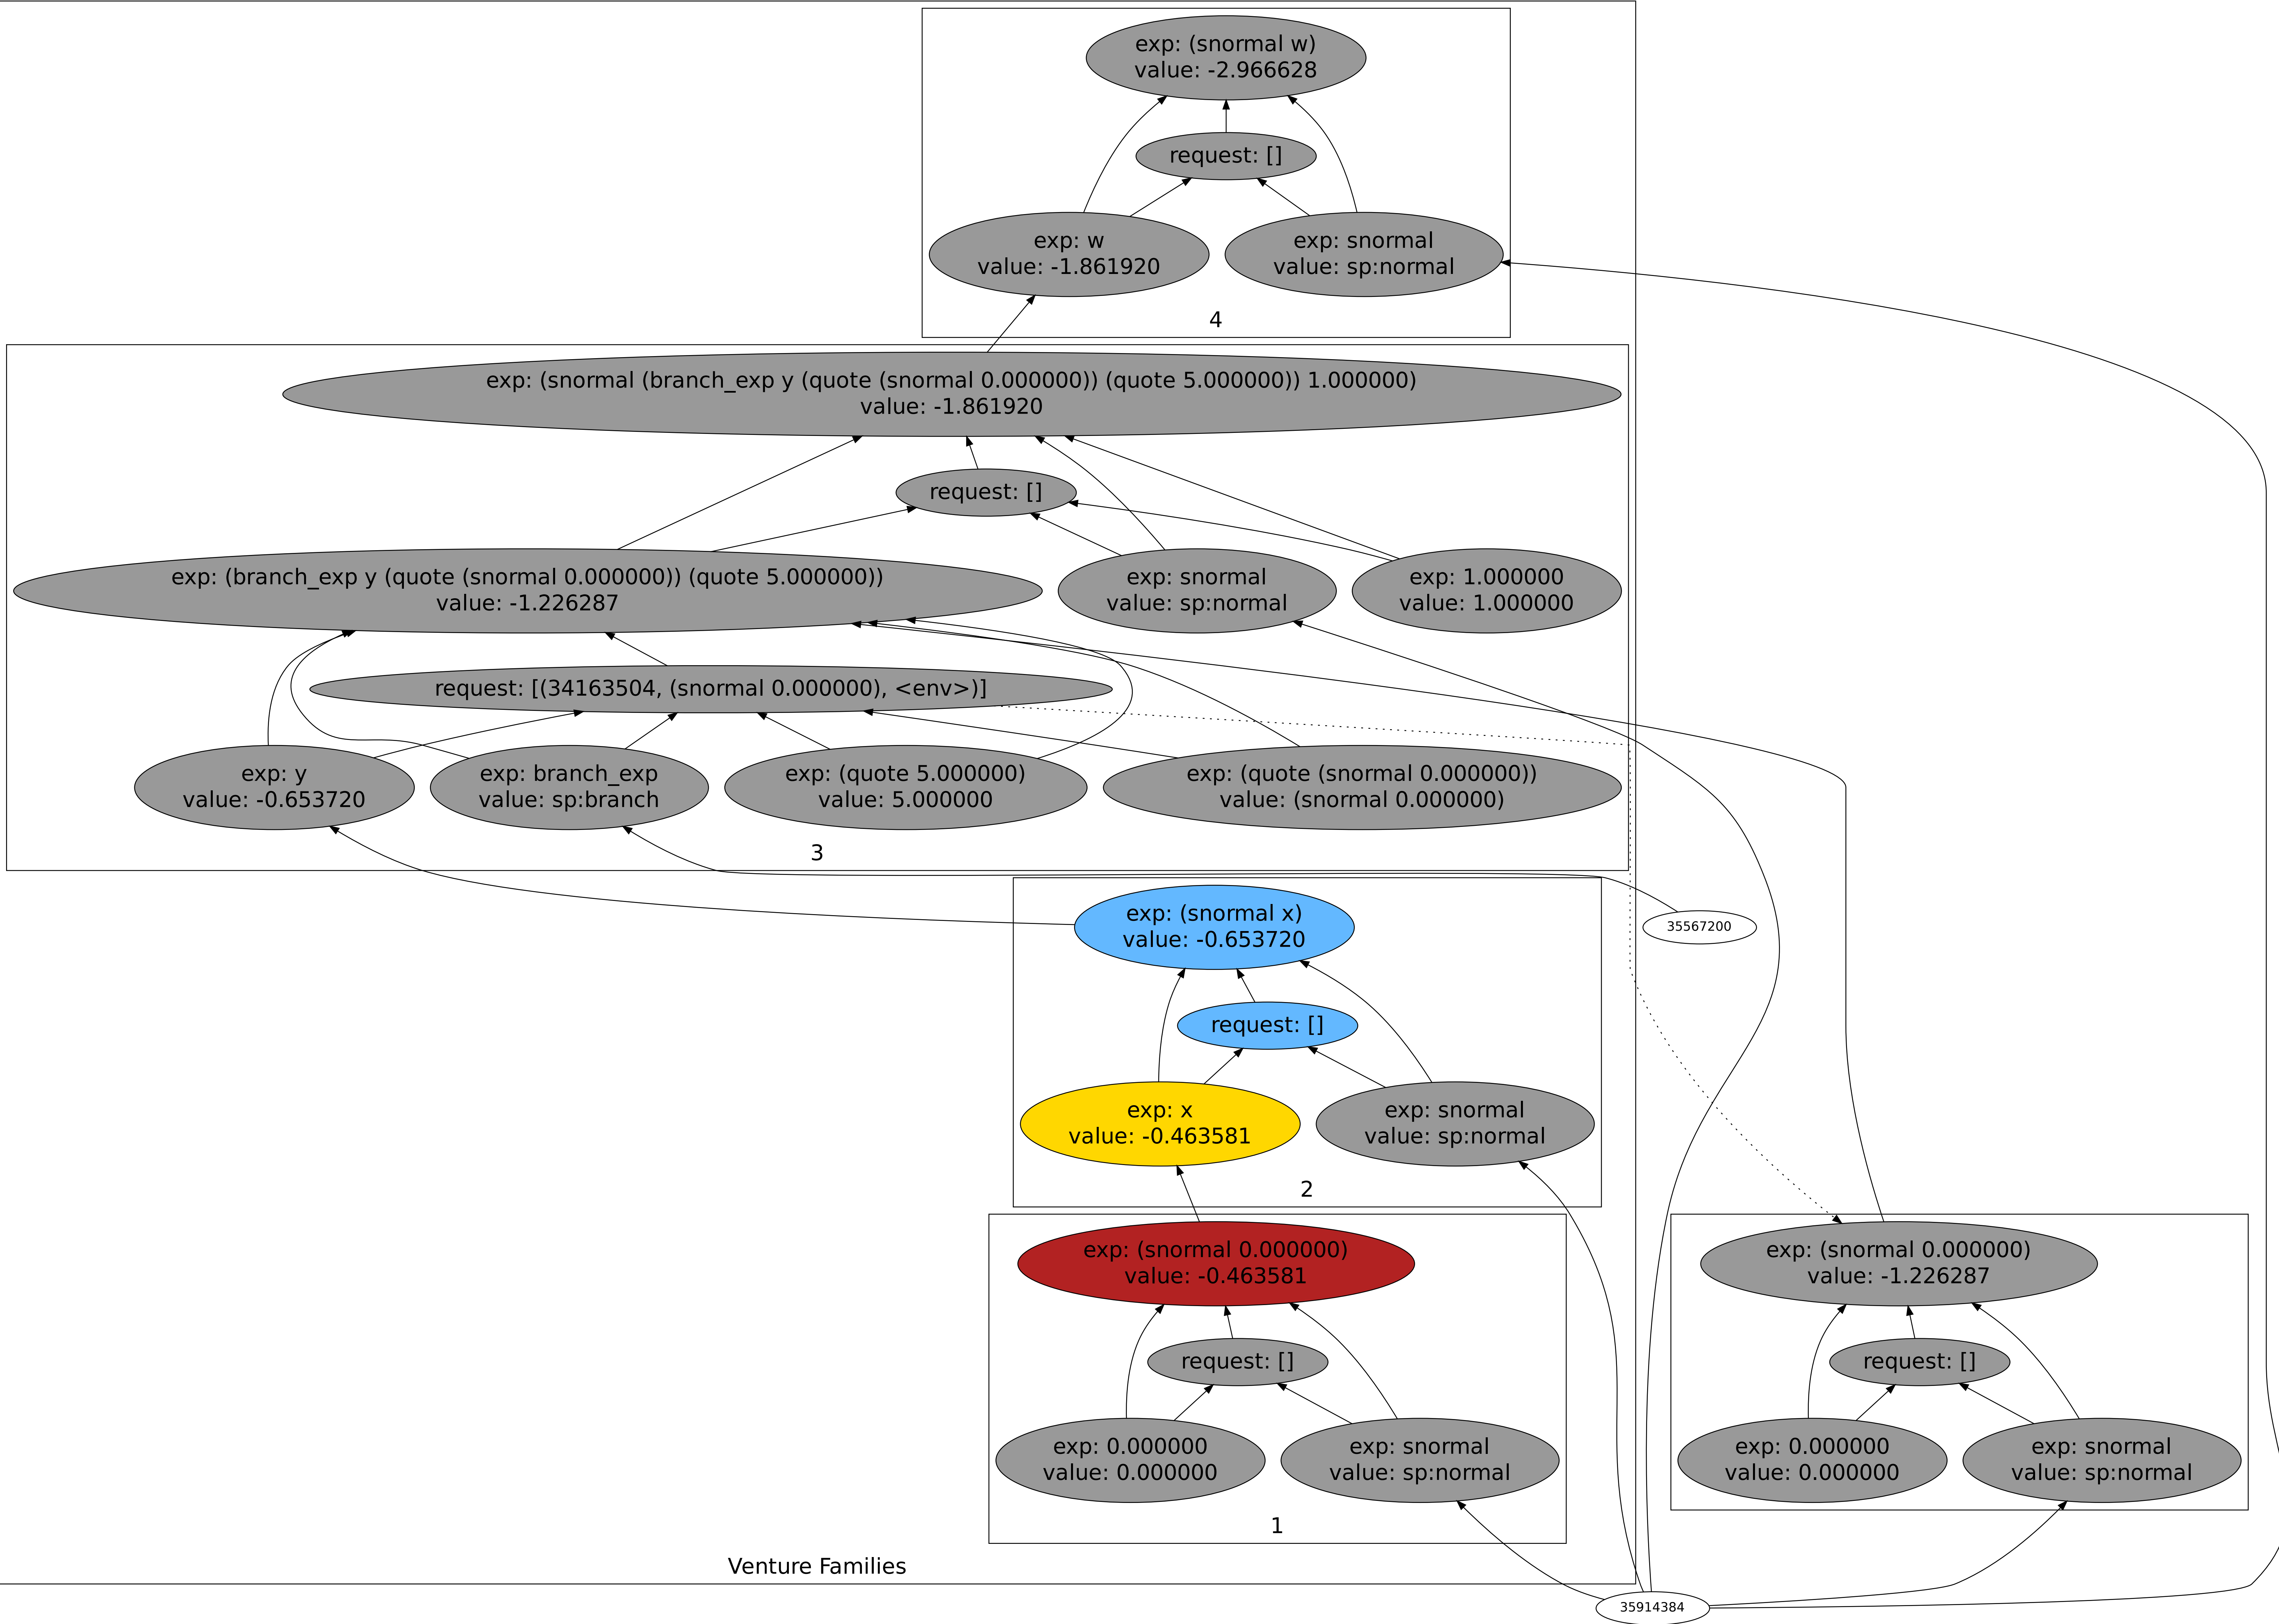 exp: (snormal w)
value: -2.966628
request: []
exp: w
value: -1.861920
exp: snormal
value: sp:normal
4
exp: (snormal (branch_exp y (quote (snormal 0.000000)) (quote 5.000000)) 1.000000)
value: -1.861920
request: []
exp: (branch_exp y (quote (snormal 0.000000)) (quote 5.000000))
value: -1.226287
exp: snormal
value: sp:normal
exp: 1.000000
value: 1.000000
request: [(34163504, (snormal 0.000000), <env>)]
exp: y
value: -0.653720
exp: branch_exp
value: sp:branch
exp: (quote 5.000000)
value: 5.000000
exp: (quote (snormal 0.000000))
value: (snormal 0.000000)
3
exp: (snormal x)
value: -0.653720
35567200
request: []
exp: x
value: -0.463581
exp: snormal
value: sp:normal
2
exp: (snormal 0.000000)
value: -0.463581
request: []
exp: 0.000000
value: 0.000000
exp: snormal
value: sp:normal
1
exp: (snormal 0.000000)
value: -1.226287
request: []
exp: 0.000000
value: 0.000000
exp: snormal
value: sp:normal
Venture Families
35914384